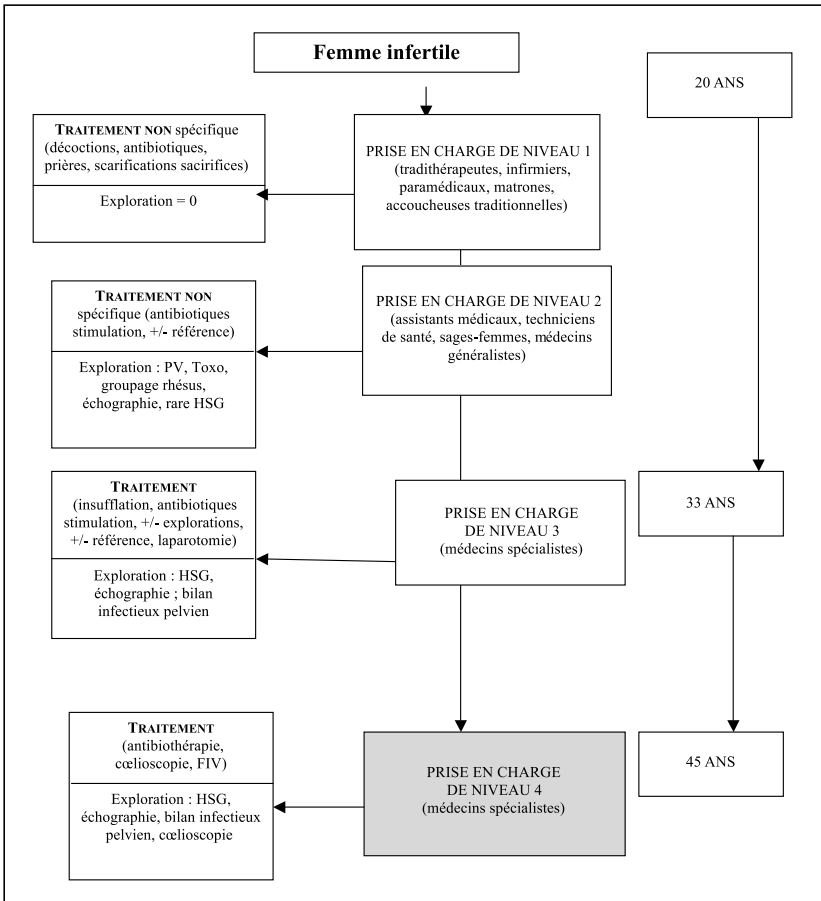 Femme infertile
20 ANS
TRAITEMENT NON spécifique
(décoctions, antibiotiques,
prières, scarifications sacirifices)
Exploration = 0
PRISE EN CHARGE DE NIVEAU 1
(tradithérapeutes, infirmiers,
paramédicaux, matrones,
accoucheuses traditionnelles)
TRAITEMENT NON
spécifique (antibiotiques
stimulation, +/- référence)
Exploration : PV, Toxo,
groupage rhésus,
échographie, rare HSG
PRISE EN CHARGE DE NIVEAU 2
(assistants médicaux, techniciens
de santé, sages-femmes, médecins
généralistes)
TRAITEMENT
(insufflation, antibiotiques
stimulation, +/- explorations,
+/- référence, laparotomie)
Exploration : HSG,
échographie ; bilan
infectieux pelvien
PRISE EN CHARGE
DE NIVEAU 3
(médecins spécialistes)
33 ANS
TRAITEMENT
(antibiothérapie,
cœlioscopie, FIV)
Exploration : HSG,
échographie, bilan infectieux
pelvien, cœlioscopie
PRISE EN CHARGE
DE NIVEAU 4
(médecins spécialistes)
45 ANS